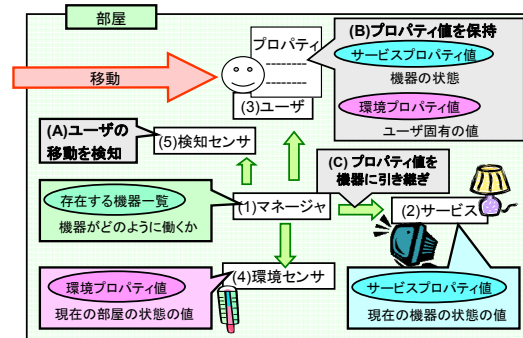 部屋
移動
プロパティ
(3)ユーザ
(B)プロパティ値を保持
サービスプロパティ値
機器の状態
環境プロパティ値
ユーザ固有の値
(A)ユーザの
移動を検知
(5)検知センサ
(C) プロパティ値を
機器に引き継ぎ
存在する機器一覧
機器がどのように働くか
(1)マネージャ
(2)サービス
(4)環境センサ
環境プロパティ値
現在の部屋の状態の値
サービスプロパティ値
現在の機器の状態の値